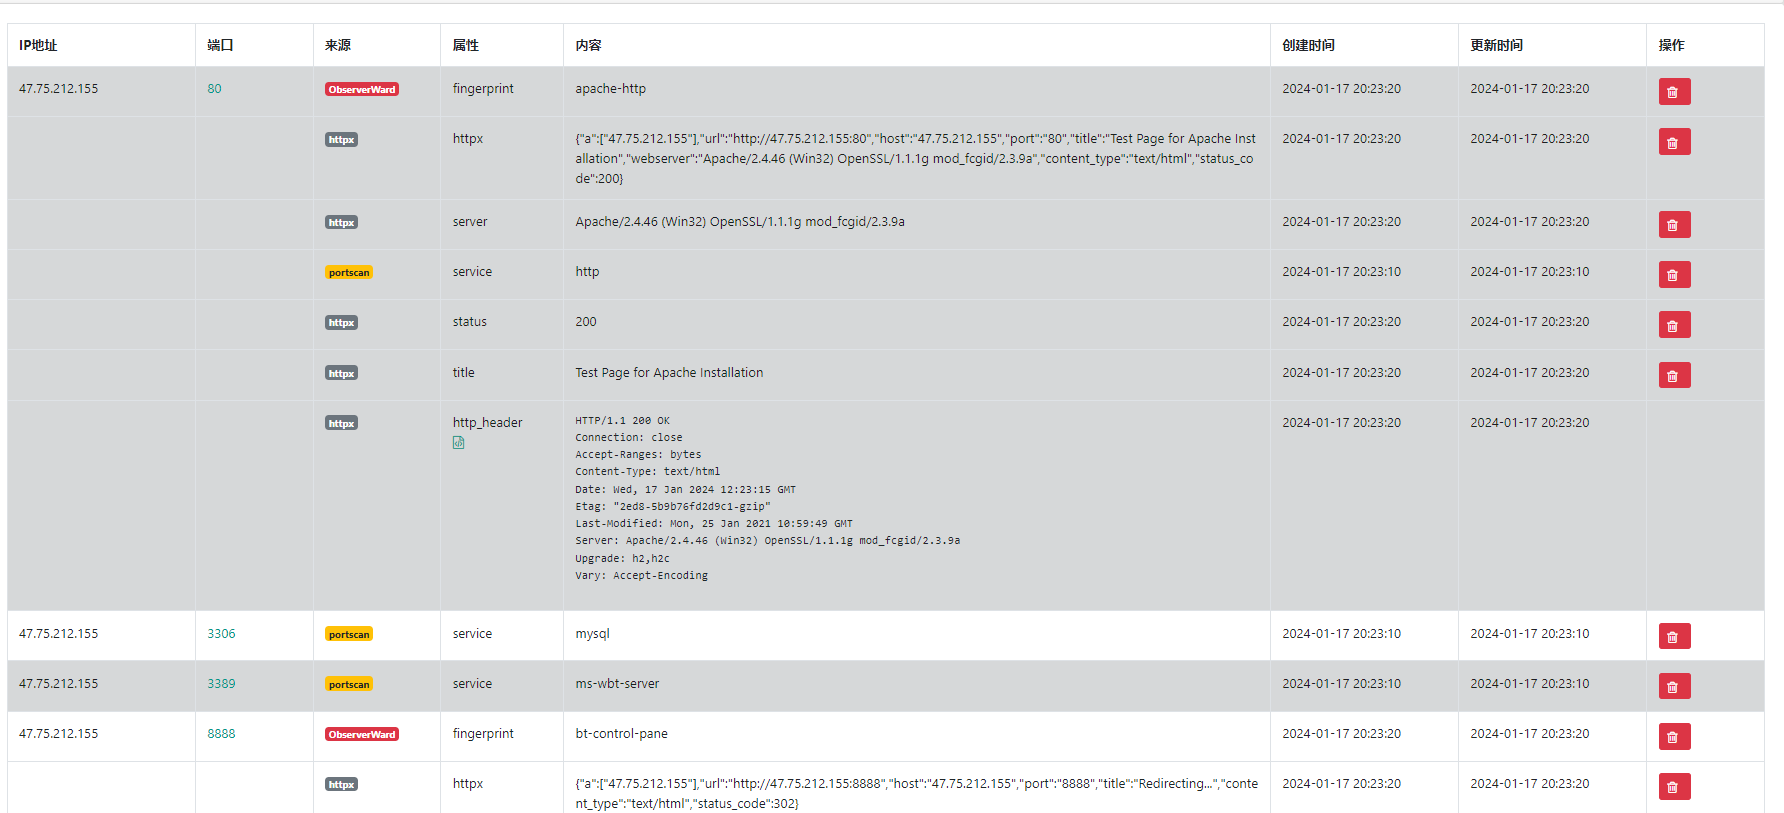 IP地址 端口 来源 属性 内容 创建时间 更新时间 操作
47.75.212.155 80 ObserverWard fingerprint apache-http 2024-01-17 20:23:20 2024-01-17 20:23:20
httpx httpx {"a":["47.75.212.155"],"url":"http://47.75.212.155:80","host":"47.75.212.155","port":"80","title":"Test Page for Apache Inst 2024-01-17 20:23:20 2024-01-17 20:23:20
allation","webserver":"Apache/2.4.46 (Win32) OpenSSL/1.1.1g mod_fcgid/2.3.9a","content_type":"text/html","status_co
de":200}
httpx server Apache/2.4.46 (Win32) OpenSSL/1.1.1g mod_fcgid/2.3.9a 2024-01-17 20:23:20 2024-01-17 20:23:20
portscan service http 2024-01-17 20:23:10 2024-01-17 20:23:10
httpx status 200 2024-01-17 20:23:20 2024-01-17 20:23:20
httpx title Test Page for Apache Installation 2024-01-17 20:23:20 2024-01-17 20:23:20
httpx http_header HTTP/1.1 200 OK 2024-01-17 20:23:20 2024-01-17 20:23:20
Connection: close
Accept-Ranges: bytes
Content-Type: text/html
Date: Wed, 17 Jan 2024 12:23:15 GMT
Etag: "2ed8-5b9b76fd2d9c1-gzip"
Last-Modified: Mon, 25 Jan 2021 10:59:49 GMT
Server: Apache/2.4.46 (Win32) OpenSSL/1.1.1g mod_fcgid/2.3.9a
Upgrade: h2,h2c
Vary: Accept-Encoding
47.75.212.155 3306 portscan service mysql 2024-01-17 20:23:10 2024-01-17 20:23:10
47.75.212.155 3389 portscan service ms-wbt-server 2024-01-17 20:23:10 2024-01-17 20:23:10
47.75.212.155 8888 ObserverWard fingerprint bt-control-pane 2024-01-17 20:23:20 2024-01-17 20:23:20
httpx httpx {"a":["47.75.212.155"],"url":"http://47.75.212.155:8888","host":"47.75.212.155","port":"8888","title":"Redirecting...","conte 2024-01-17 20:23:20 2024-01-17 20:23:20
nt_type":"text/html","status_code":302}